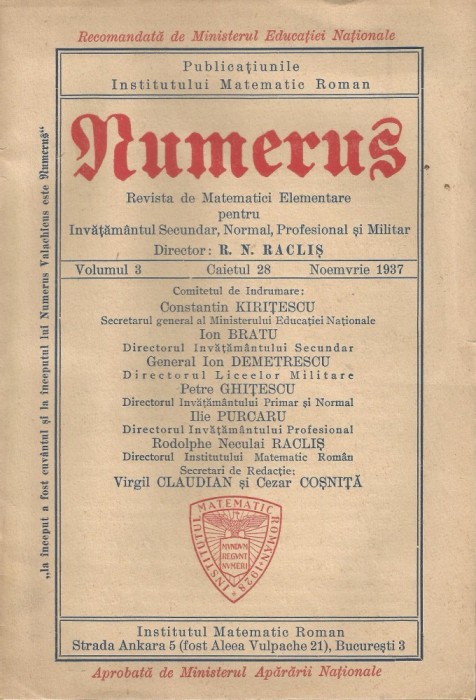 Recomandată de Ministerul Educației Naționale
Publicațiunile
Institutului Matematic Roman
Numerus
Revista de Matematici Elementare
pentru
Invățământul Secundar, Normal, Profesional și Militar
Director: R. N. RACLIȘ
Volumul 3 Caietul 28 Noemvrie 1937
Comitetul de Indrumare:
Constantin KIRIȚESCU
Secretarul general al Ministerului Educației Naționale
Ion BRATU
Directorul Invățământului Secundar
General Ion DEMETRESCU
Directorul Liceelor Militare
Petre GHIȚESCU
Directorul Invățământului Primar și Normal
Ilie PURCARU
Directorul Invățământului Profesional
Rodolphe Neculai RACLIȘ
Directorul Institutului Matematic Român
Secretari de Redacție:
Virgil CLAUDIAN și Cezar COȘNIȚĂ
INSTITUTUL MATEMATIC ROMÂN • 1928
MVNDVM
REGVNT
NVMERI
Institutul Matematic Roman
Strada Ankara 5 (fost Aleea Vulpache 21), București 3
Aprobată de Ministerul Apărării Naționale
„la început a fost cuvântul și la începutul lui Numerus Valachicus este Numerus“